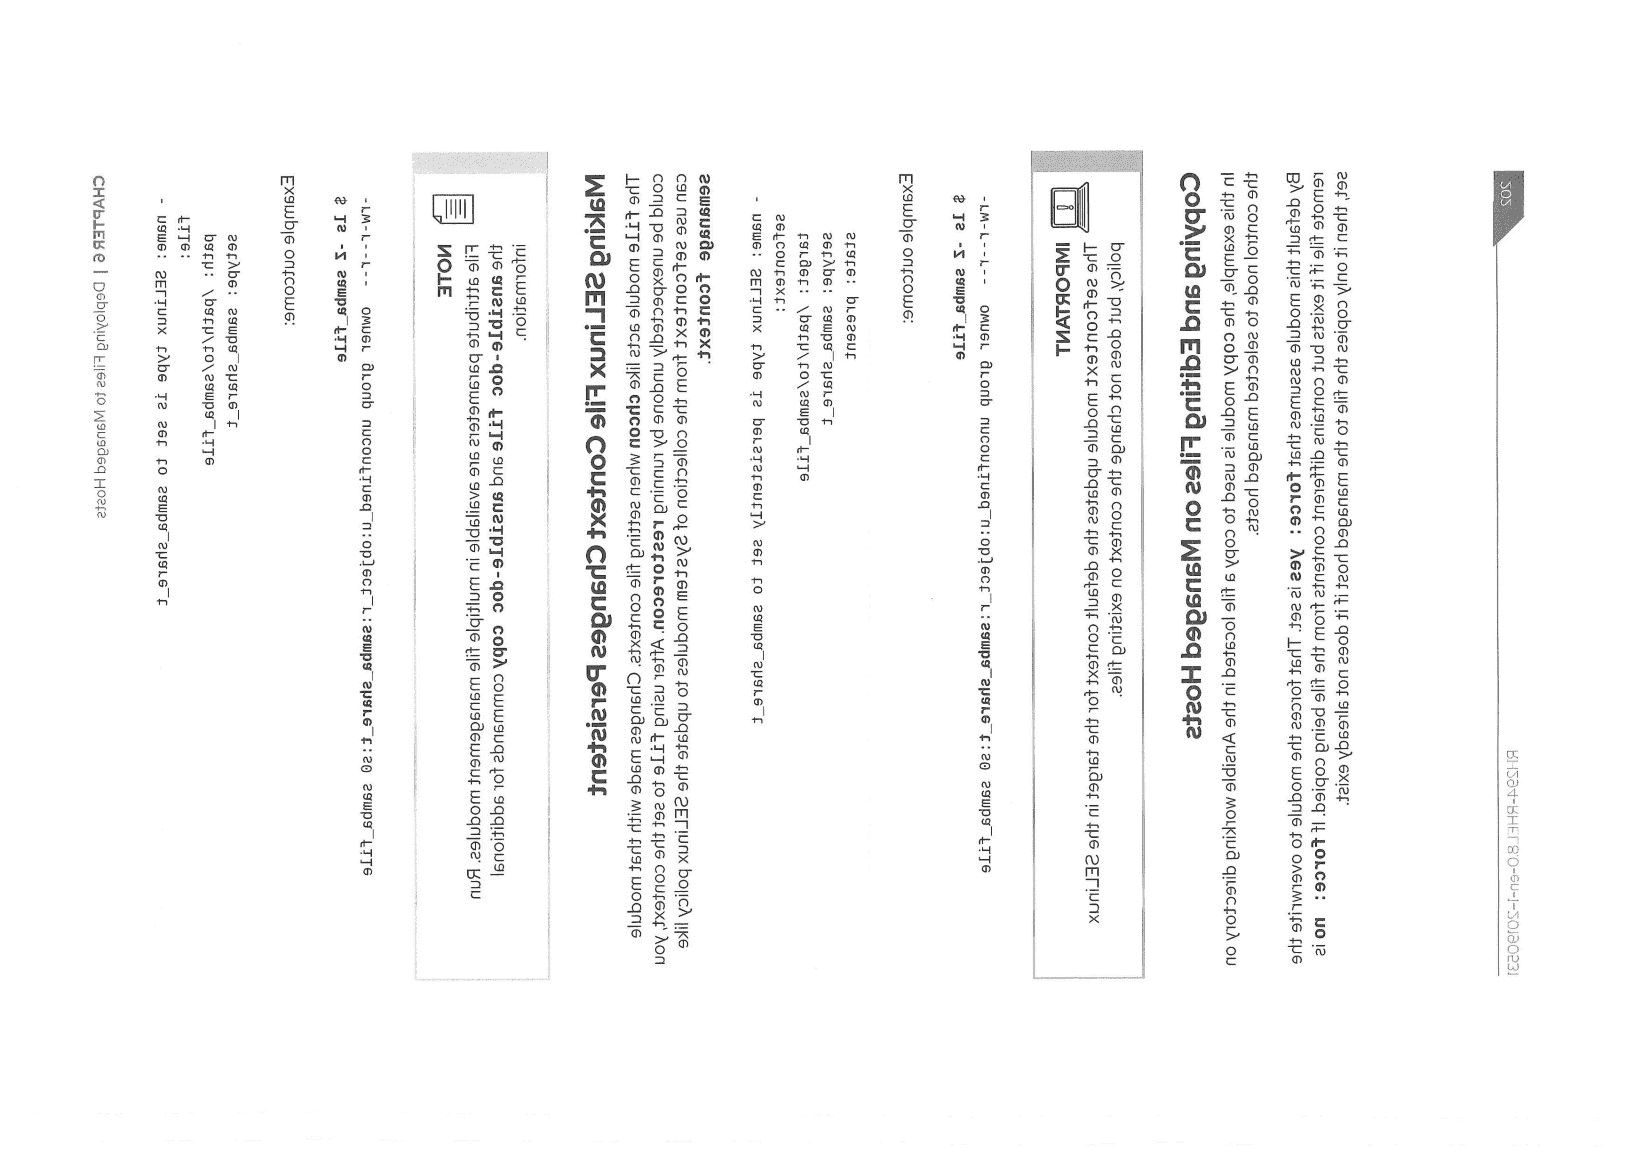 CHAPTER 6 | Deploying Files to Managed Hosts
- name: SELinux type is set to samba_share_t
file:
path: /path/to/samba_file
setype: samba_share_t
Example outcome:
$ ls -Z samba_file
-rw-r--r-- owner group unconfined_u:object_r:samba_share_t:s0 samba_file
NOTE
File attribute parameters are available in multiple file management modules. Run
the ansible-doc file and ansible-doc copy commands for additional
information.
Making SELinux File Context Changes Persistent
The file module acts like chcon when setting file contexts. Changes made with that module
could be unexpectedly undone by running restorecon. After using file to set the context, you
can use sefcontext from the collection of System modules to update the SELinux policy like
semanage fcontext.
- name: SELinux type is persistently set to samba_share_t
sefcontext:
target: /path/to/samba_file
setype: samba_share_t
state: present
Example outcome:
$ ls -Z samba_file
-rw-r--r-- owner group unconfined_u:object_r:samba_share_t:s0 samba_file
IMPORTANT
The sefcontext module updates the default context for the target in the SELinux
policy, but does not change the context on existing files.
Copying and Editing Files on Managed Hosts
In this example, the copy module is used to copy a file located in the Ansible working directory on
the control node to selected managed hosts.
By default this module assumes that force: yes is set. That forces the module to overwrite the
remote file if it exists but contains different contents from the file being copied. If force: no is
set, then it only copies the file to the managed host if it does not already exist.
202
RH294-RHEL8.0-en-1-20190531